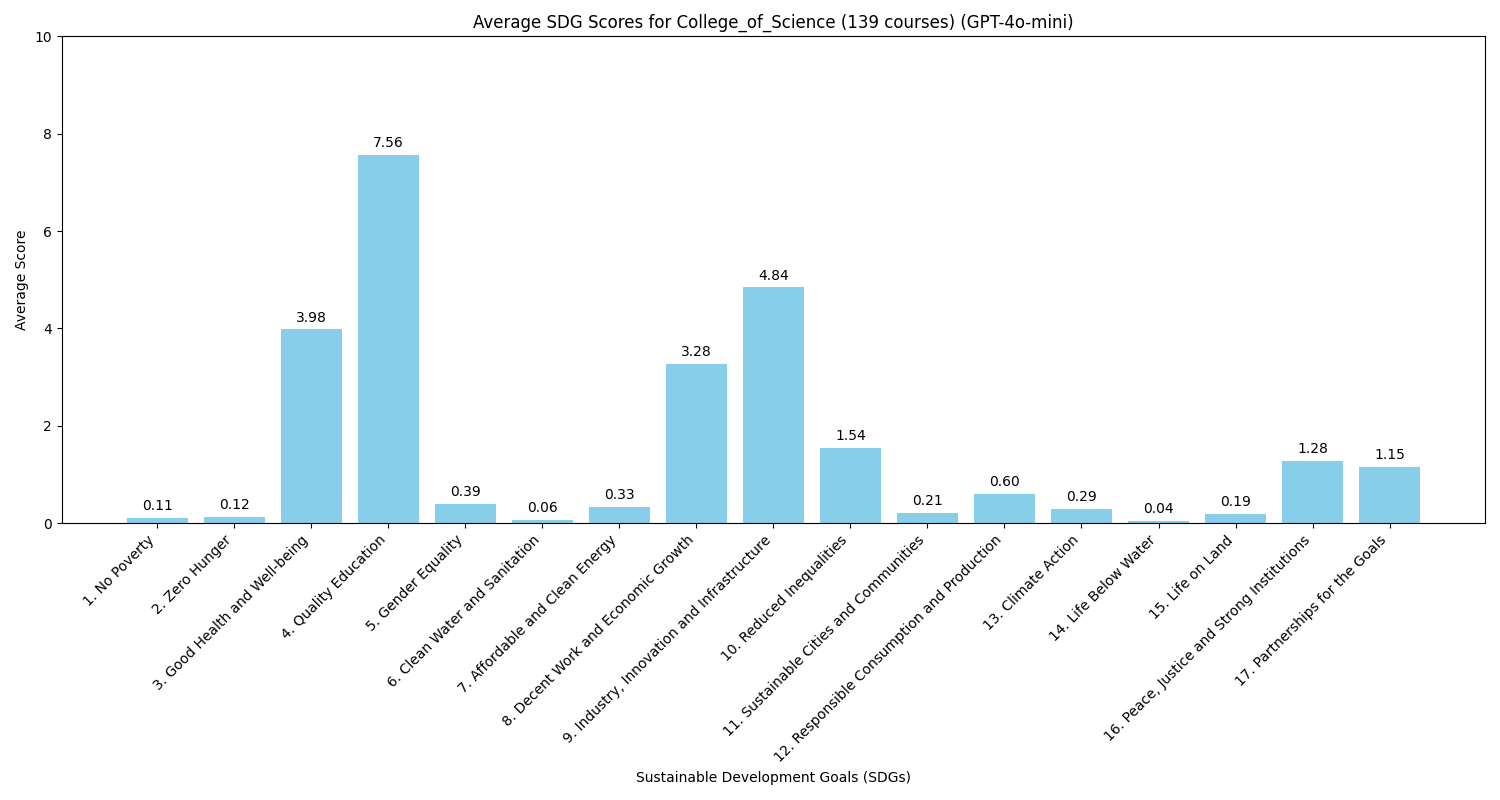 Average SDG Scores for College_of_Science (139 courses) (GPT-4o-mini)
Average Score
10
8
6
4
2
0
0.11
0.12
3.98
7.56
0.39
0.06
0.33
3.28
4.84
1.54
0.21
0.60
0.29
0.04
0.19
1.28
1.15
1. No Poverty
2. Zero Hunger
3. Good Health and Well-being
4. Quality Education
5. Gender Equality
6. Clean Water and Sanitation
7. Affordable and Clean Energy
8. Decent Work and Economic Growth
9. Industry, Innovation and Infrastructure
10. Reduced Inequalities
11. Sustainable Cities and Communities
12. Responsible Consumption and Production
13. Climate Action
14. Life Below Water
15. Life on Land
16. Peace, Justice and Strong Institutions
17. Partnerships for the Goals
Sustainable Development Goals (SDGs)